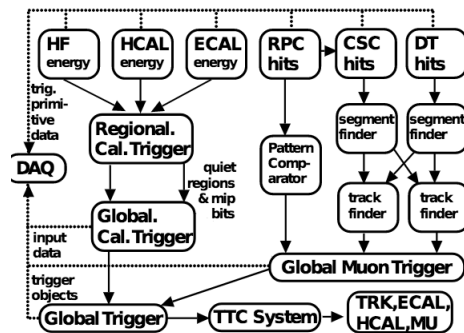 HF
energy
HCAL
energy
ECAL
energy
RPC
hits
CSC
hits
DT
hits
trig.
primi-
tive
data
Regional.
Cal. Trigger
segment
finder
segment
finder
Pattern
Comp-
arator
DAQ
quiet
regions
& mip
bits
track
finder
track
finder
Global.
Cal. Trigger
input
data
Global Muon Trigger
trigger
objects
Global Trigger
TTC System
TRK,ECAL,
HCAL,MU